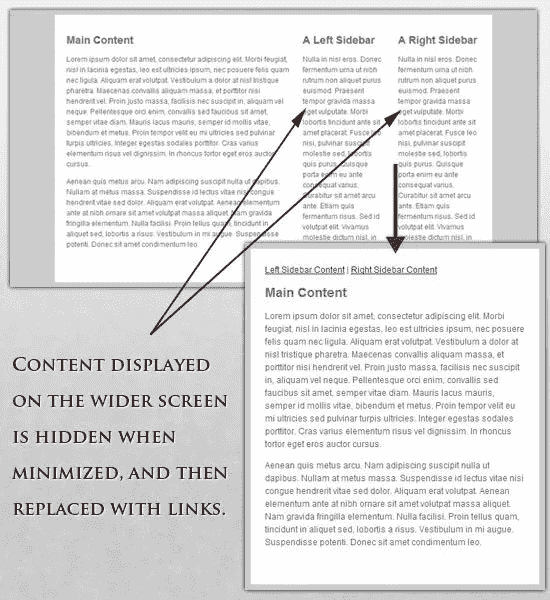 Main Content
Lorem ipsum dolor sit amet, consectetur adipiscing elit. Morbi feugiat,
nisl in lacinia egestas, leo est ultricies ipsum, nec posuere felis quam
nec ligula. Aliquam erat volutpat. Vestibulum a dolor at nisl tristique
pharetra. Maecenas convallis aliquam massa, et porttitor nisi
hendrerit vel. Proin justo massa, facilisis nec suscipit in, aliquam vel
neque. Pellentesque orci enim, convallis sed faucibus sit amet,
semper vitae diam. Mauris lacus mauris, semper id mollis vitae,
bibendum et metus. Proin tempor velit eu mi ultricies sed pulvinar
turpis ultricies. Integer egestas sodales porttitor. Cras varius
elementum risus vel dignissim. In rhoncus tortor eget eros auctor
cursus.
Aenean quis metus arcu. Nam adipiscing suscipit nulla ut dapibus.
Nullam at metus massa. Suspendisse id lectus vitae nisi congue
hendrerit vitae sed dolor. Aliquam erat volutpat. Aenean elementum
ante at nibh ornare sit amet volutpat massa aliquet. Nam gravida
fringilla elementum. Nulla facilisi. Proin tellus quam, tincidunt in
aliquet sed, lobortis a risus. Vestibulum in mi augue. Suspendisse
potenti. Donec sit amet condimentum leo.
A Left Sidebar
Nulla in nisl eros. Donec
fermentum urna ut nibh
rutrum non aliquet purus
euismod. Praesent
tempor gravida massa
eget vulputate. Morbi
lobortis tincidunt ante sit
amet placerat. Fusce leo
nisi, pulvinar suscipit
molestie sed, lobortis
quis purus. Quisque
porta enim eu ante
consequat varius.
Curabitur sit amet arcu
ante. Etiam quis
fermentum risus. Sed id
volutpat elit. Vivamus
molestie dictum nisl, in
A Right Sidebar
Nulla in nisl eros. Donec
fermentum urna ut nibh
rutrum non aliquet purus
euismod. Praesent
tempor gravida massa
eget vulputate. Morbi
lobortis tincidunt ante sit
amet placerat. Fusce leo
nisi, pulvinar suscipit
molestie sed, lobortis
quis purus. Quisque
porta enim eu ante
consequat varius.
Curabitur sit amet arcu
ante. Etiam quis
fermentum risus. Sed id
volutpat elit. Vivamus
molestie dictum nisl, in
Left Sidebar Content | Right Sidebar Content
Main Content
Lorem ipsum dolor sit amet, consectetur adipiscing elit. Morbi
feugiat, nisl in lacinia egestas, leo est ultricies ipsum, nec posuere
felis quam nec ligula. Aliquam erat volutpat. Vestibulum a dolor at
nisl tristique pharetra. Maecenas convallis aliquam massa, et
porttitor nisi hendrerit vel. Proin justo massa, facilisis nec suscipit
in, aliquam vel neque. Pellentesque orci enim, convallis sed
faucibus sit amet, semper vitae diam. Mauris lacus mauris,
semper id mollis vitae, bibendum et metus. Proin tempor velit eu
mi ultricies sed pulvinar turpis ultricies. Integer egestas sodales
porttitor. Cras varius elementum risus vel dignissim. In rhoncus
tortor eget eros auctor cursus.
Aenean quis metus arcu. Nam adipiscing suscipit nulla ut
dapibus. Nullam at metus massa. Suspendisse id lectus vitae nisi
congue hendrerit vitae sed dolor. Aliquam erat volutpat. Aenean
elementum ante at nibh ornare sit amet volutpat massa aliquet.
Nam gravida fringilla elementum. Nulla facilisi. Proin tellus quam,
tincidunt in aliquet sed, lobortis a risus. Vestibulum in mi augue.
Suspendisse potenti. Donec sit amet condimentum leo.
Content displayed
on the wider screen
is hidden when
minimized, and then
replaced with links.